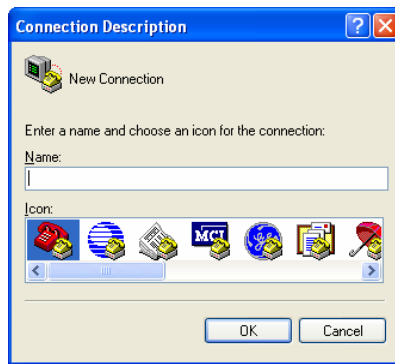 Connection Description
New Connection
Enter a name and choose an icon for the connection:
Name:
Icon:
MCI
OK Cancel